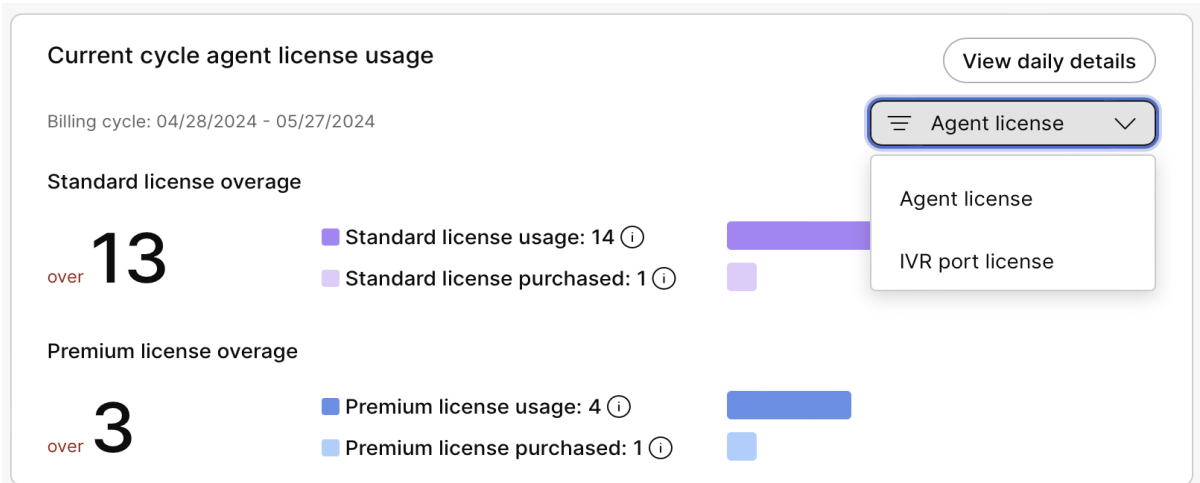 Current cycle agent license usage
View daily details
Billing cycle: 04/28/2024 - 05/27/2024
Agent license
Agent license
IVR port license
Standard license overage
over 13
Standard license usage: 14
Standard license purchased: 1
Premium license overage
over 3
Premium license usage: 4
Premium license purchased: 1